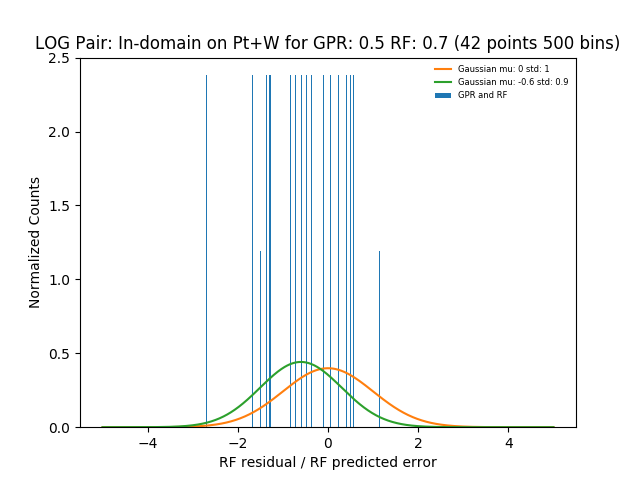 LOG Pair: In-domain on Pt+W for GPR: 0.5 RF: 0.7 (42 points 500 bins)
Gaussian mu: 0 std: 1
Gaussian mu: -0.6 std: 0.9
GPR and RF
Normalized Counts
2.5
2.0
1.5
1.0
0.5
0.0
−4
−2
0
2
4
RF residual / RF predicted error